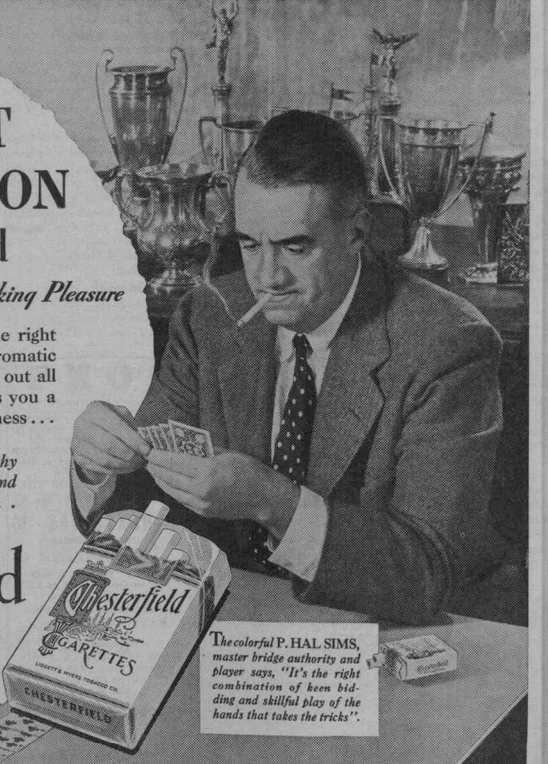 T
ON
d
king Pleasure
e right
romatic
out all
s you a
ness...
hy
nd
. .
d
Chesterfield
CIGARETTES
LIGGETT & MYERS TOBACCO CO.
CHESTERFIELD
The colorful P. HAL SIMS,
master bridge authority and
player says, "It's the right
combination of keen bid-
ding and skillful play of the
hands that takes the tricks".
Chesterfield